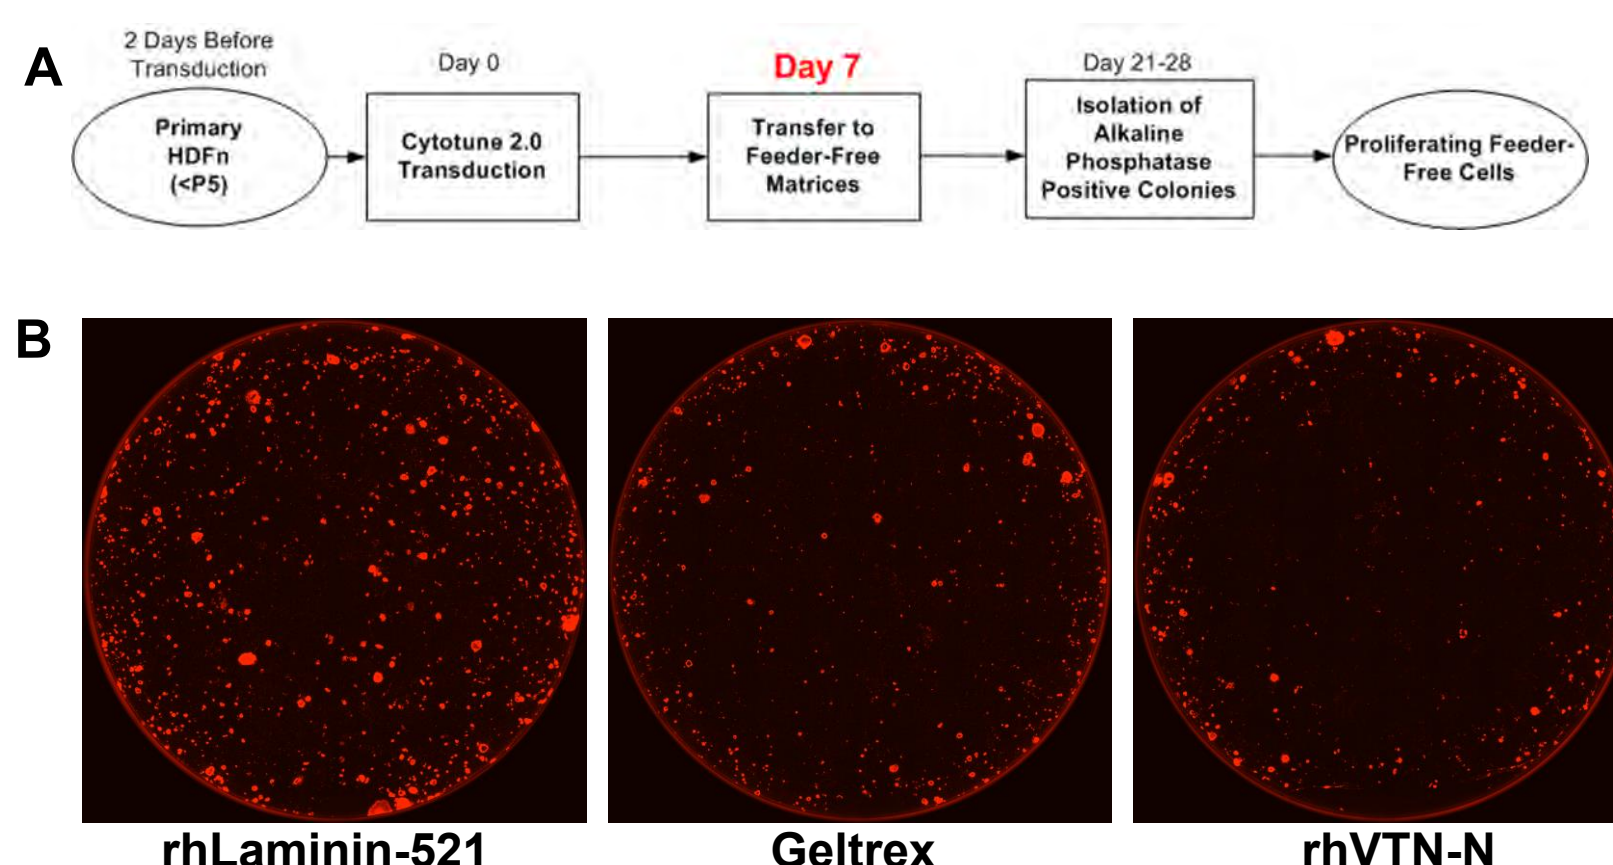 A
2 Days Before
Transduction
Primary
HDFn
(<P5)
Day 0
Cytotune 2.0
Transduction
Day 7
Transfer to
Feeder-Free
Matrices
Day 21-28
Isolation of
Alkaline
Phosphatase
Positive Colonies
Proliferating Feeder-
Free Cells
B
rhLaminin-521
Geltrex
rhVTN-N